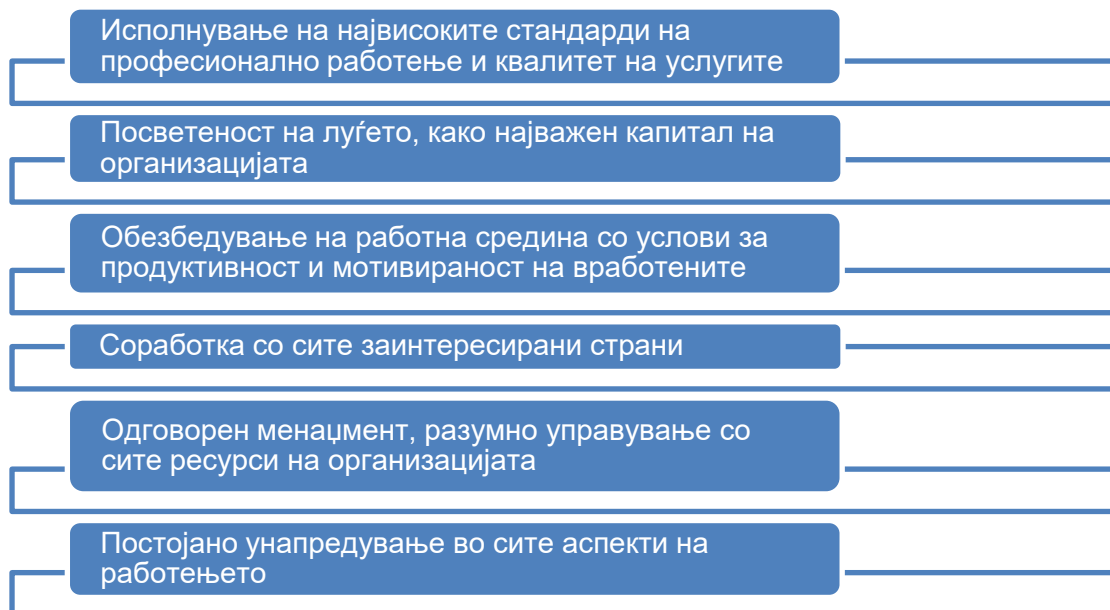 Исполнување на највисоките стандарди на
професионално работење и квалитет на услугите
Посветеност на луѓето, како најважен капитал на
организацијата
Обезбедување на работна средина со услови за
продуктивност и мотивираност на вработените
Соработка со сите заинтересирани страни
Одговорен менаџмент, разумно управување со
сите ресурси на организацијата
Постојано унапредување во сите аспекти на
работењето